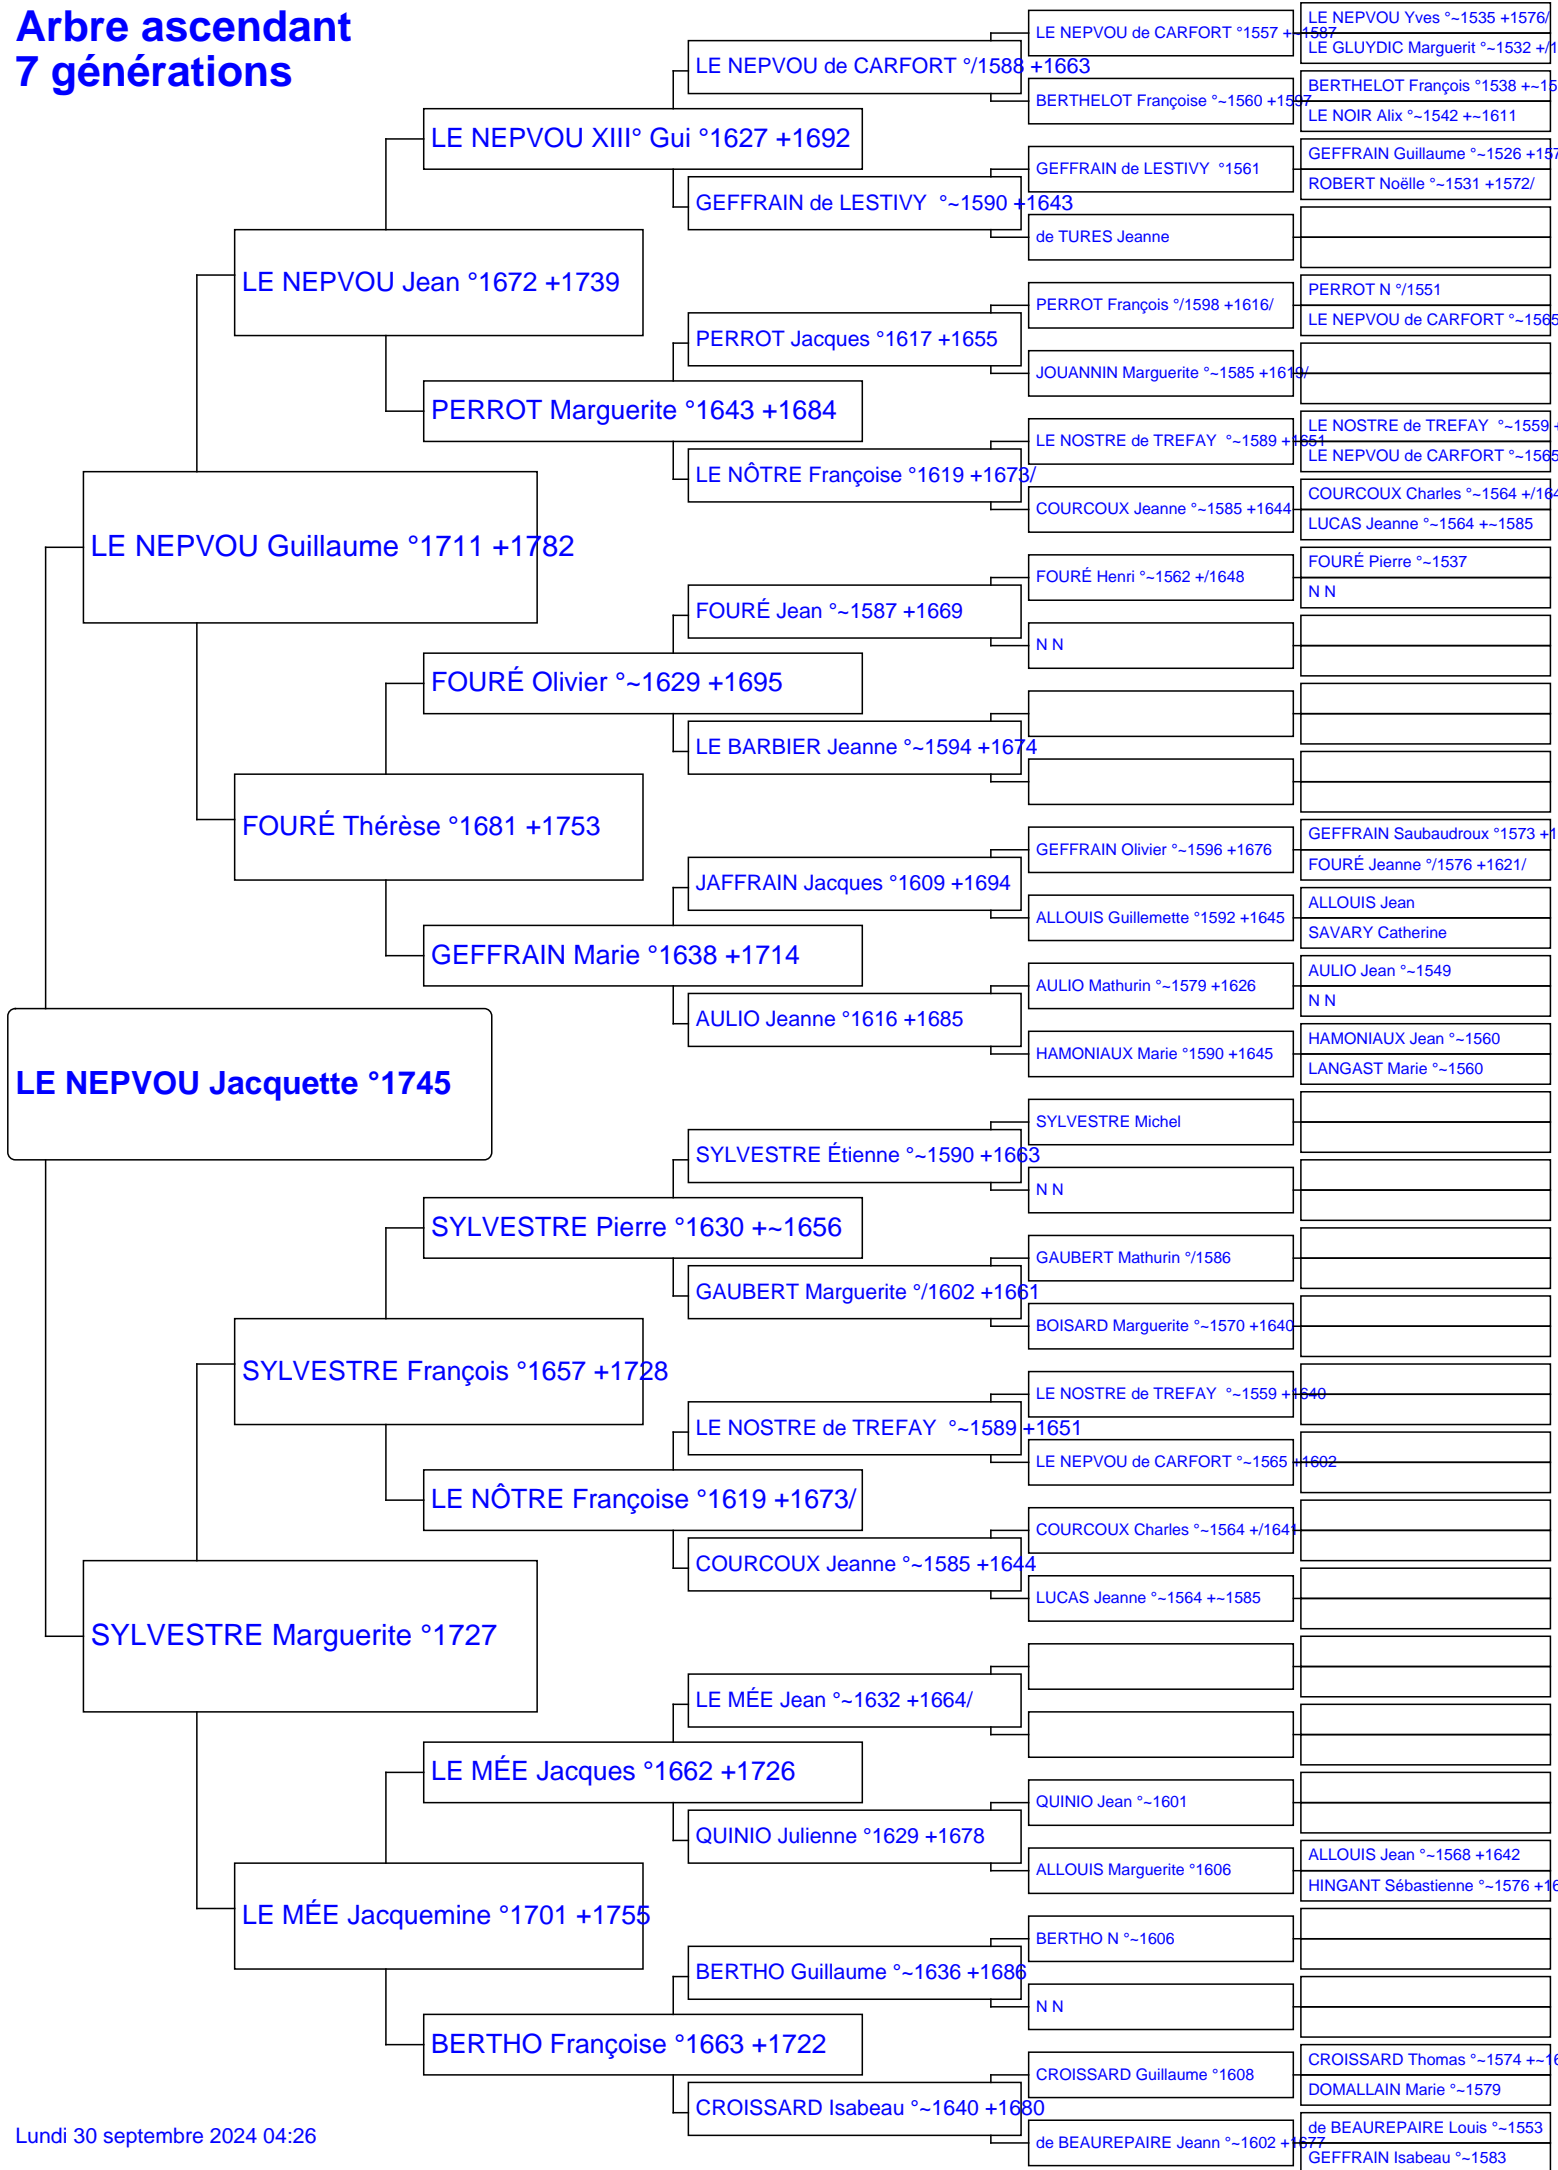 Arbre ascendant
7 générations
LE NEPVOU Jacquette °1745
LE NEPVOU Guillaume °1711 +1782
SYLVESTRE Marguerite °1727
LE NEPVOU Jean °1672 +1739
FOURÉ Thérèse °1681 +1753
SYLVESTRE François °1657 +1728
LE MÉE Jacquemine °1701 +1755
LE NEPVOU XIII° Gui °1627 +1692
PERROT Marguerite °1643 +1684
FOURÉ Olivier °~1629 +1695
GEFFRAIN Marie °1638 +1714
SYLVESTRE Pierre °1630 +~1656
LE NÔTRE Françoise °1619 +1673/
LE MÉE Jacques °1662 +1726
BERTHO Françoise °1663 +1722
LE NEPVOU de CARFORT °/1588 +1663
GEFFRAIN de LESTIVY °~1590 +1643
PERROT Jacques °1617 +1655
LE NÔTRE Françoise °1619 +1673/
FOURÉ Jean °~1587 +1669
LE BARBIER Jeanne °~1594 +1674
JAFFRAIN Jacques °1609 +1694
AULIO Jeanne °1616 +1685
SYLVESTRE Étienne °~1590 +1663
GAUBERT Marguerite °/1602 +1661
LE NOSTRE de TREFAY °~1589 +1651
COURCOUX Jeanne °~1585 +1644
LE MÉE Jean °~1632 +1664/
QUINIO Julienne °1629 +1678
BERTHO Guillaume °~1636 +1686
CROISSARD Isabeau °~1640 +1680
LE NEPVOU de CARFORT °1557 +~1587
BERTHELOT Françoise °~1560 +1597
GEFFRAIN de LESTIVY °1561
de TURES Jeanne
PERROT François °/1598 +1616/
JOUANNIN Marguerite °~1585 +1619/
LE NOSTRE de TREFAY °~1589 +1651
COURCOUX Jeanne °~1585 +1644
FOURÉ Henri °~1562 +/1648
N N
GEFFRAIN Olivier °~1596 +1676
ALLOUIS Guillemette °1592 +1645
AULIO Mathurin °~1579 +1626
HAMONIAUX Marie °1590 +1645
SYLVESTRE Michel
N N
GAUBERT Mathurin °/1586
BOISARD Marguerite °~1570 +1640
LE NOSTRE de TREFAY °~1559 +1640
LE NEPVOU de CARFORT °~1565 +1602
COURCOUX Charles °~1564 +/1641
LUCAS Jeanne °~1564 +~1585
QUINIO Jean °~1601
ALLOUIS Marguerite °1606
BERTHO N °~1606
N N
CROISSARD Guillaume °1608
de BEAUREPAIRE Jeann °~1602 +1677
LE NEPVOU Yves °~1535 +1576/
LE GLUYDIC Marguerit °~1532 +/1
BERTHELOT François °1538 +~15
LE NOIR Alix °~1542 +~1611
GEFFRAIN Guillaume °~1526 +157
ROBERT Noëlle °~1531 +1572/
PERROT N °/1551
LE NEPVOU de CARFORT °~1565
LE NOSTRE de TREFAY °~1559 +
LE NEPVOU de CARFORT °~1565
COURCOUX Charles °~1564 +/164
LUCAS Jeanne °~1564 +~1585
FOURÉ Pierre °~1537
N N
GEFFRAIN Saubaudroux °1573 +1
FOURÉ Jeanne °/1576 +1621/
ALLOUIS Jean
SAVARY Catherine
AULIO Jean °~1549
N N
HAMONIAUX Jean °~1560
LANGAST Marie °~1560
ALLOUIS Jean °~1568 +1642
HINGANT Sébastienne °~1576 +16
CROISSARD Thomas °~1574 +~16
DOMALLAIN Marie °~1579
de BEAUREPAIRE Louis °~1553
GEFFRAIN Isabeau °~1583
Lundi 30 septembre 2024 04:26